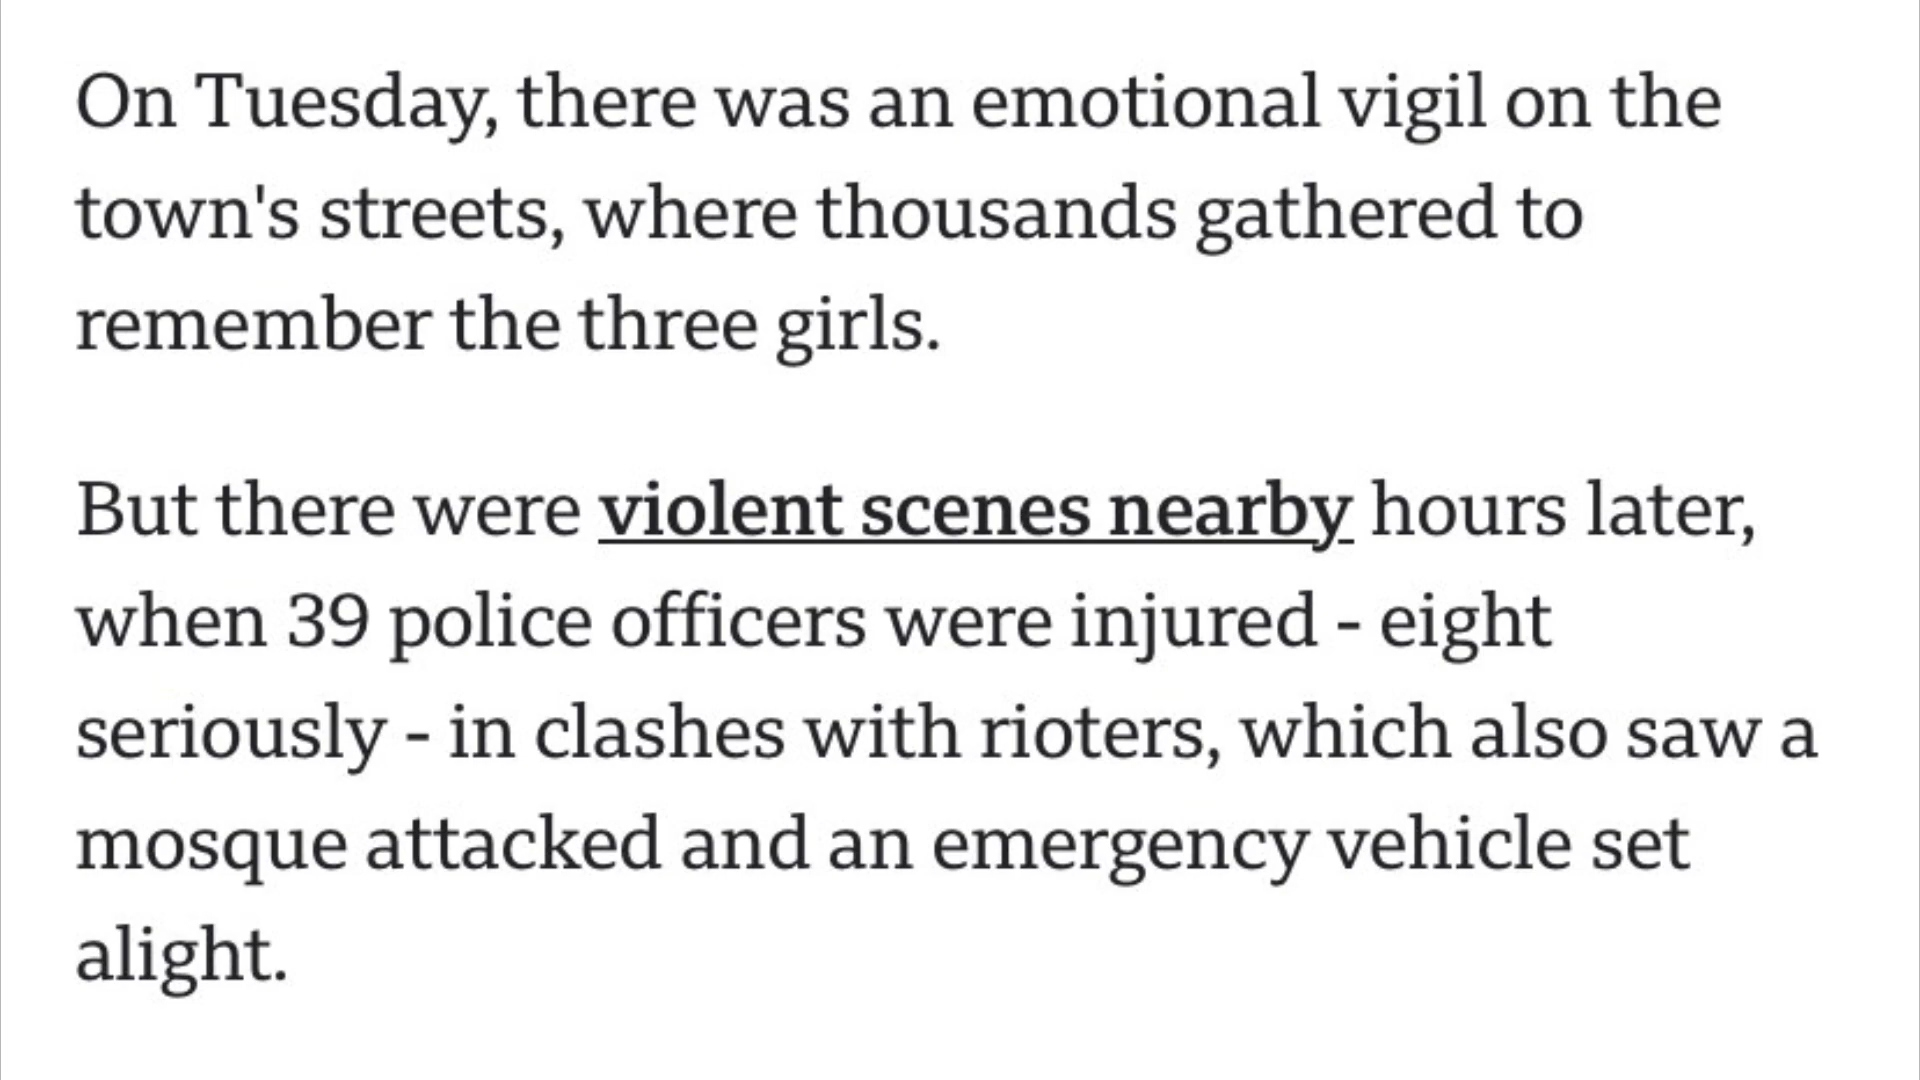 On Tuesday, there was an emotional vigil on the
town's streets, where thousands gathered to
remember the three girls.
But there were violent scenes nearby hours later,
when 39 police officers were injured - eight
seriously - in clashes with rioters, which also saw a
mosque attacked and an emergency vehicle set
alight.